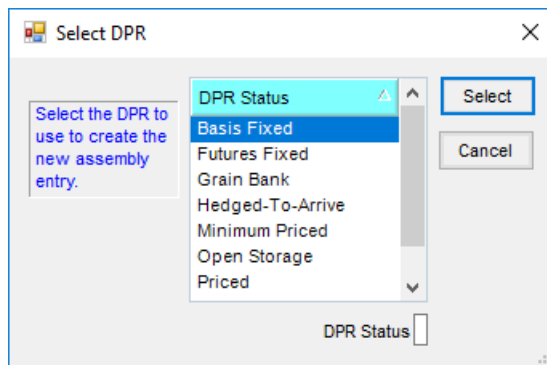 Select DPR
Select the DPR to
use to create the
new assembly
entry.
DPR Status
Basis Fixed
Futures Fixed
Grain Bank
Hedged-To-Arrive
Minimum Priced
Open Storage
Priced
Select
Cancel
DPR Status